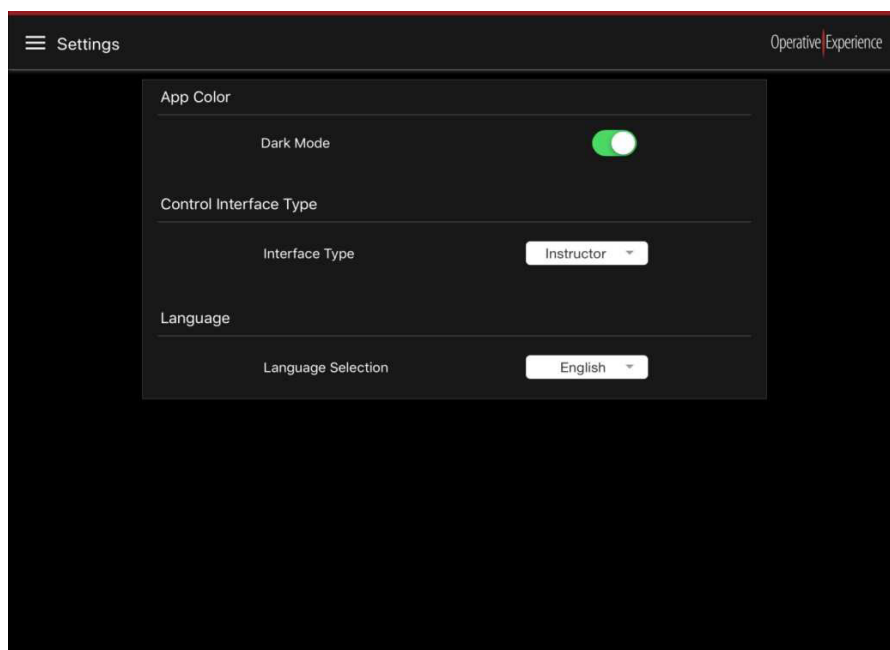 Settings
Operative Experience
App Color
Dark Mode
Control Interface Type
Interface Type Instructor
Language
Language Selection English